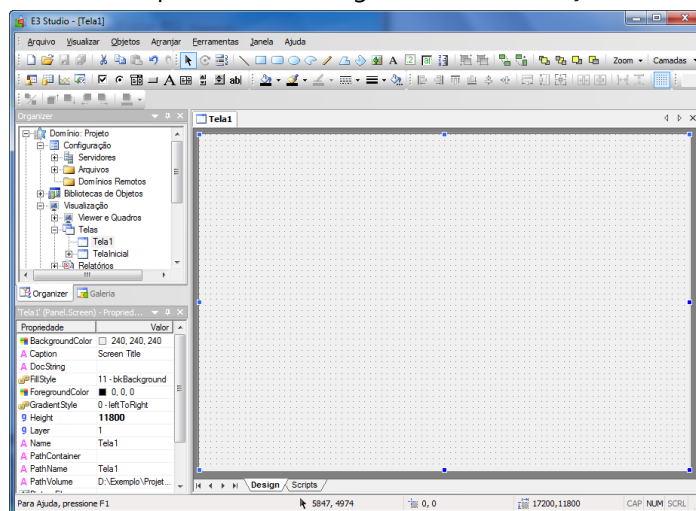 E3 Studio - [Tela1]
Arquivo Visualizar Objetos Arranjar Ferramentas Janela Ajuda
Zoom Camadas
Organizer
Tela1
Domínio: Projeto
Configuração
Servidores
Arquivos
Domínios Remotos
Bibliotecas de Objetos
Visualização
Viewer e Quadros
Telas
Tela1
TelaInicial
Relatórios
Organizer Galeria
'Tela1' (Panel.Screen) - Propried...
Propriedade Valor
BackgroundColor 240, 240, 240
Caption Screen Title
DocString
FillStyle 11 - bkBackground
ForegroundColor 0, 0, 0
GradientStyle 0 - leftToRight
Height 11800
Layer 1
Name Tela1
PathContainer
PathName Tela1
PathVolume D:\Exemplo\Projet...
Design Scripts
Para Ajuda, pressione F1 5847, 4974 0, 0 17200,11800 CAP NUM SCRL